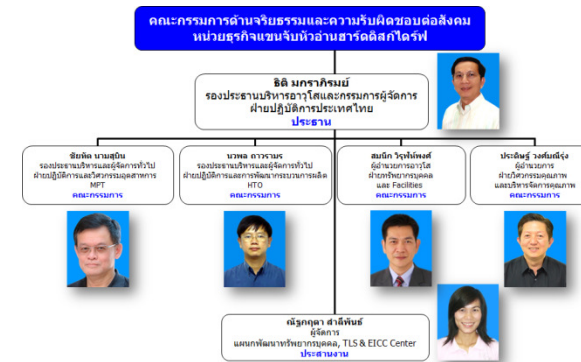 คณะกรรมการด้านจริยธรรมและความรับผิดชอบต่อสังคม
หน่วยธุรกิจแขนจับหัวอ่านฮาร์ดดิสก์ไดร์ฟ
ธิติ มกราภิรมย์
รองประธานบริหารอาวุโสและกรรมการผู้จัดการ
ฝ่ายปฏิบัติการประเทศไทย
ประธาน
ชัยทัต นามสุบิน
รองประธานบริหารและผู้จัดการทั่วไป
ฝ่ายปฏิบัติการและวิศวกรรมอุตสาหการ
MPT
คณะกรรมการ
นวพล ถาวรามร
รองประธานบริหารและผู้จัดการทั่วไป
ฝ่ายปฏิบัติการและการพัฒนากระบวนการผลิต
HTO
คณะกรรมการ
สมนึก วิรุฬห์พงศ์
ผู้อำนวยการอาวุโส
ฝ่ายทรัพยากรบุคคล
และ Facilities
คณะกรรมการ
ประดิษฐ์ วงศ์มณีรุ่ง
ผู้อำนวยการ
ฝ่ายวิศวกรรมคุณภาพ
และบริหารจัดการคุณภาพ
คณะกรรมการ
ณัฐกฤตา ศาลีพันธ์
ผู้จัดการ
แผนกพัฒนาทรัพยากรบุคคล, TLS & EICC Center
ประสานงาน